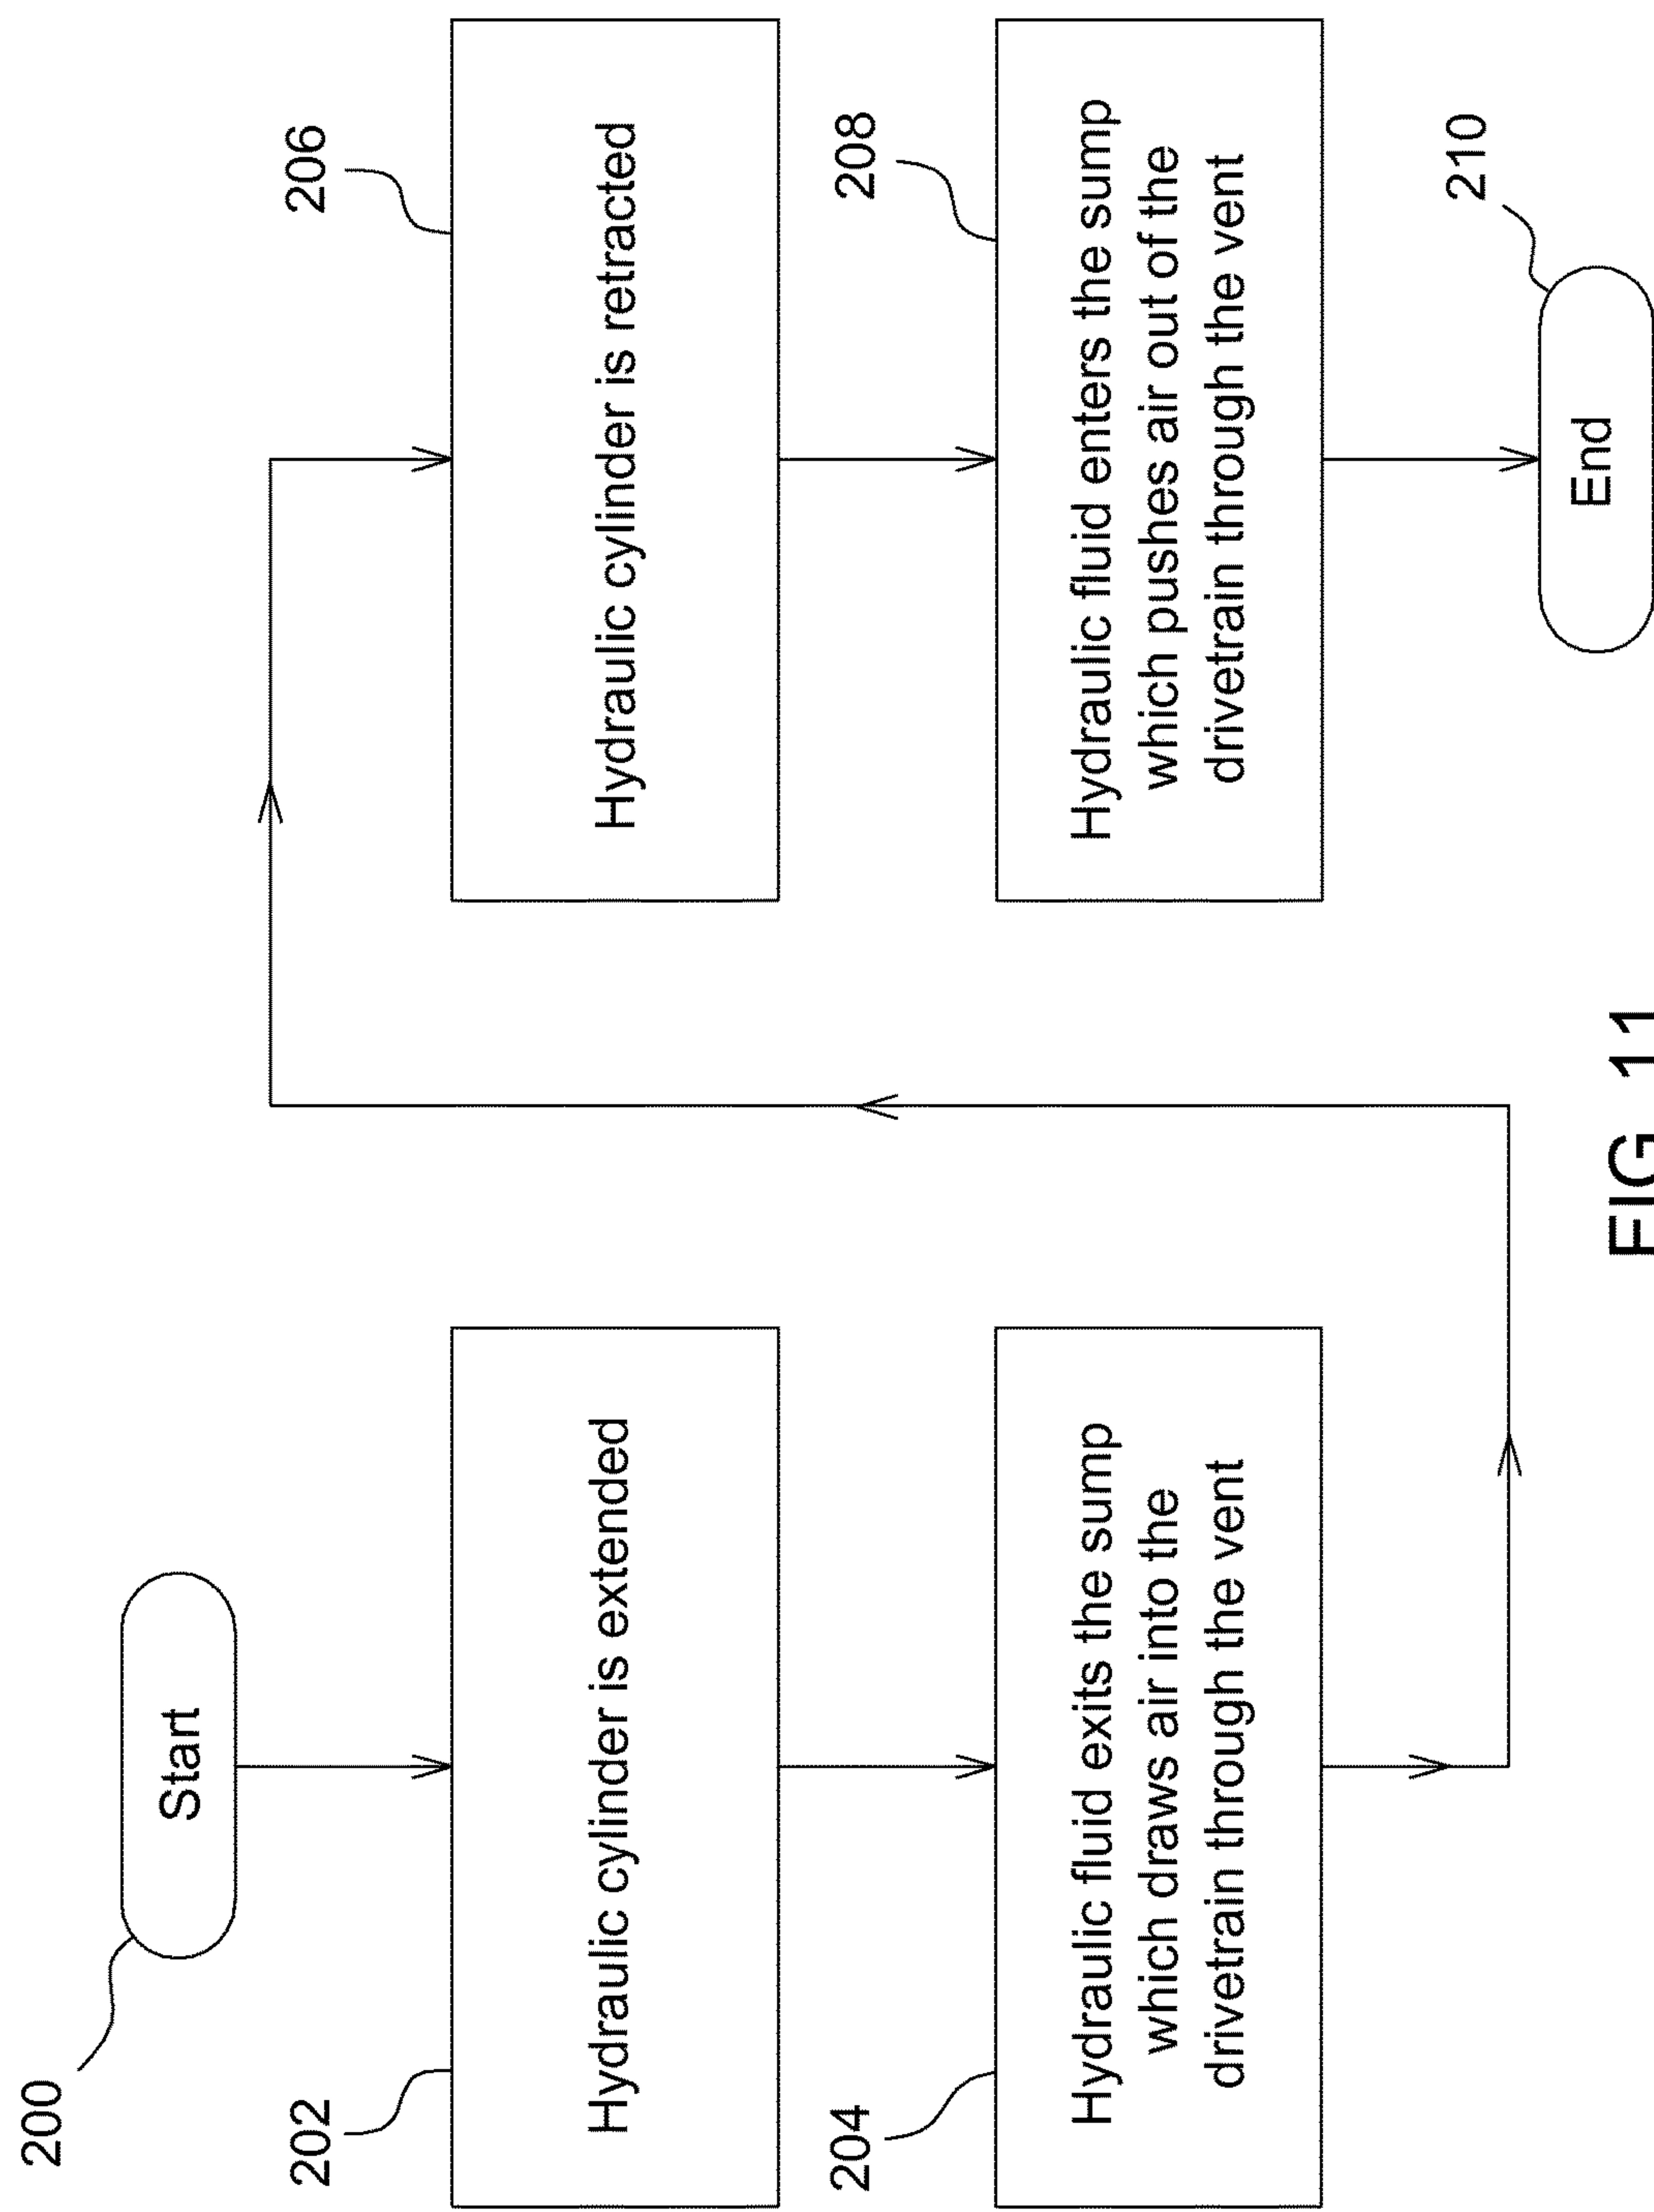 200
Start
202
Hydraulic cylinder is extended
204
Hydraulic fluid exits the sump
which draws air into the
drivetrain through the vent
206
Hydraulic cylinder is retracted
208
Hydraulic fluid enters the sump
which pushes air out of the
drivetrain through the vent
210
End
FIG. 11